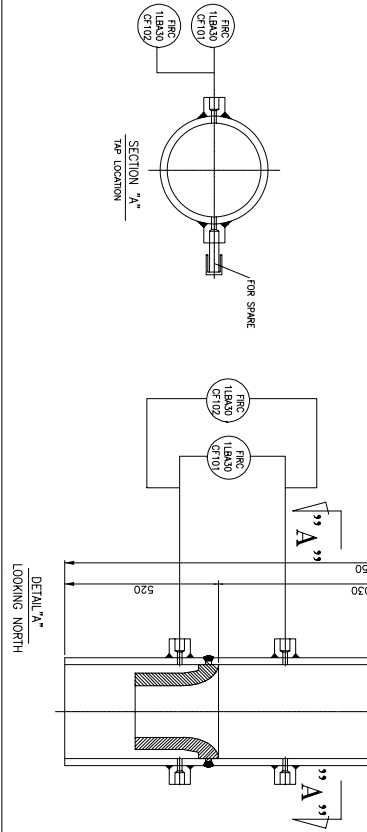 FIRC
1LBA30
CF102
FIRC
1LBA30
CF101
SECTION "A"
TAP LOCATION
FOR SPARE
FIRC
1LBA30
CF102
FIRC
1LBA30
CF101
"A"
"A"
520
DETAIL "A"
LOOKING NORTH